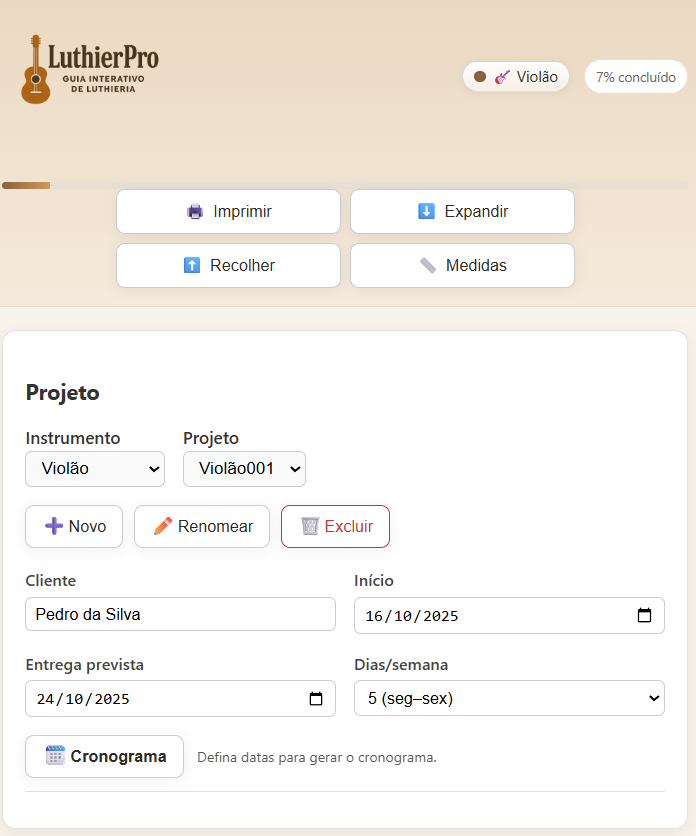 LuthierPro
GUIA INTERATIVO
DE LUTHIERIA
Violão
7% concluído
Imprimir
Expandir
Recolher
Medidas
Projeto
Instrumento
Projeto
Violão
Violão001
Novo
Renomear
Excluir
Cliente
Início
Pedro da Silva
16/10/2025
Entrega prevista
Dias/semana
24/10/2025
5 (seg–sex)
Cronograma
Defina datas para gerar o cronograma.